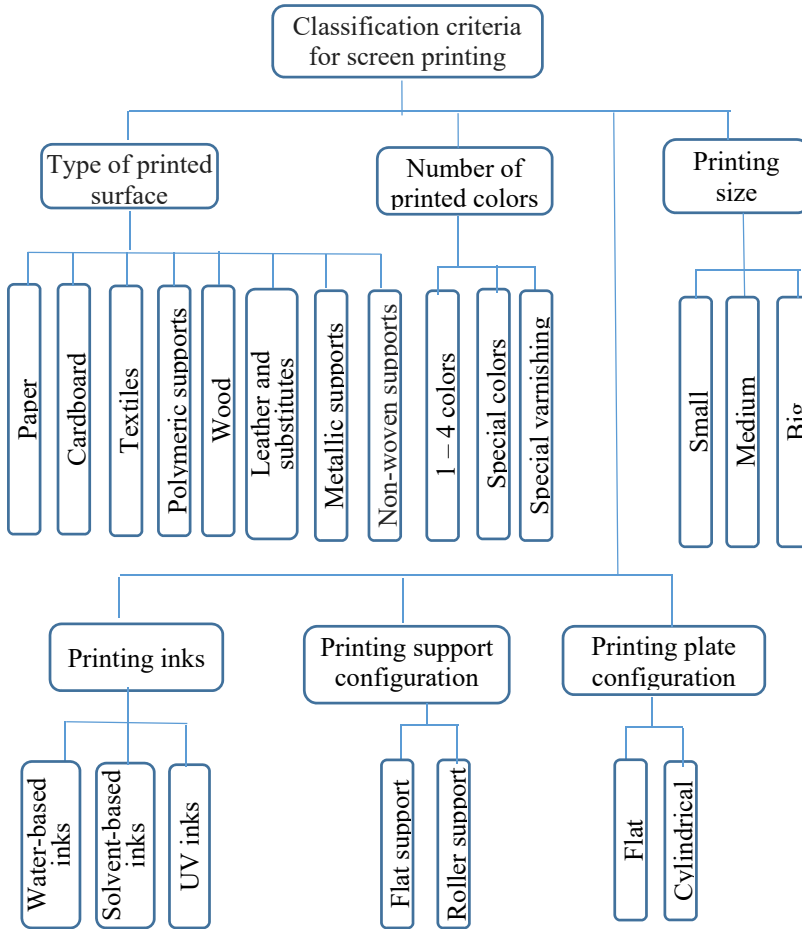 Classification criteria
for screen printing
Type of printed
surface
Number of
printed colors
Printing
size
Paper
Cardboard
Textiles
Polymeric supports
Wood
Leather and
substitutes
Metallic supports
Non-woven supports
1 – 4 colors
Special colors
Special varnishing
Small
Medium
Big
Printing inks
Printing support
configuration
Printing plate
configuration
Water-based
inks
Solvent-based
inks
UV inks
Flat support
Roller support
Flat
Cylindrical